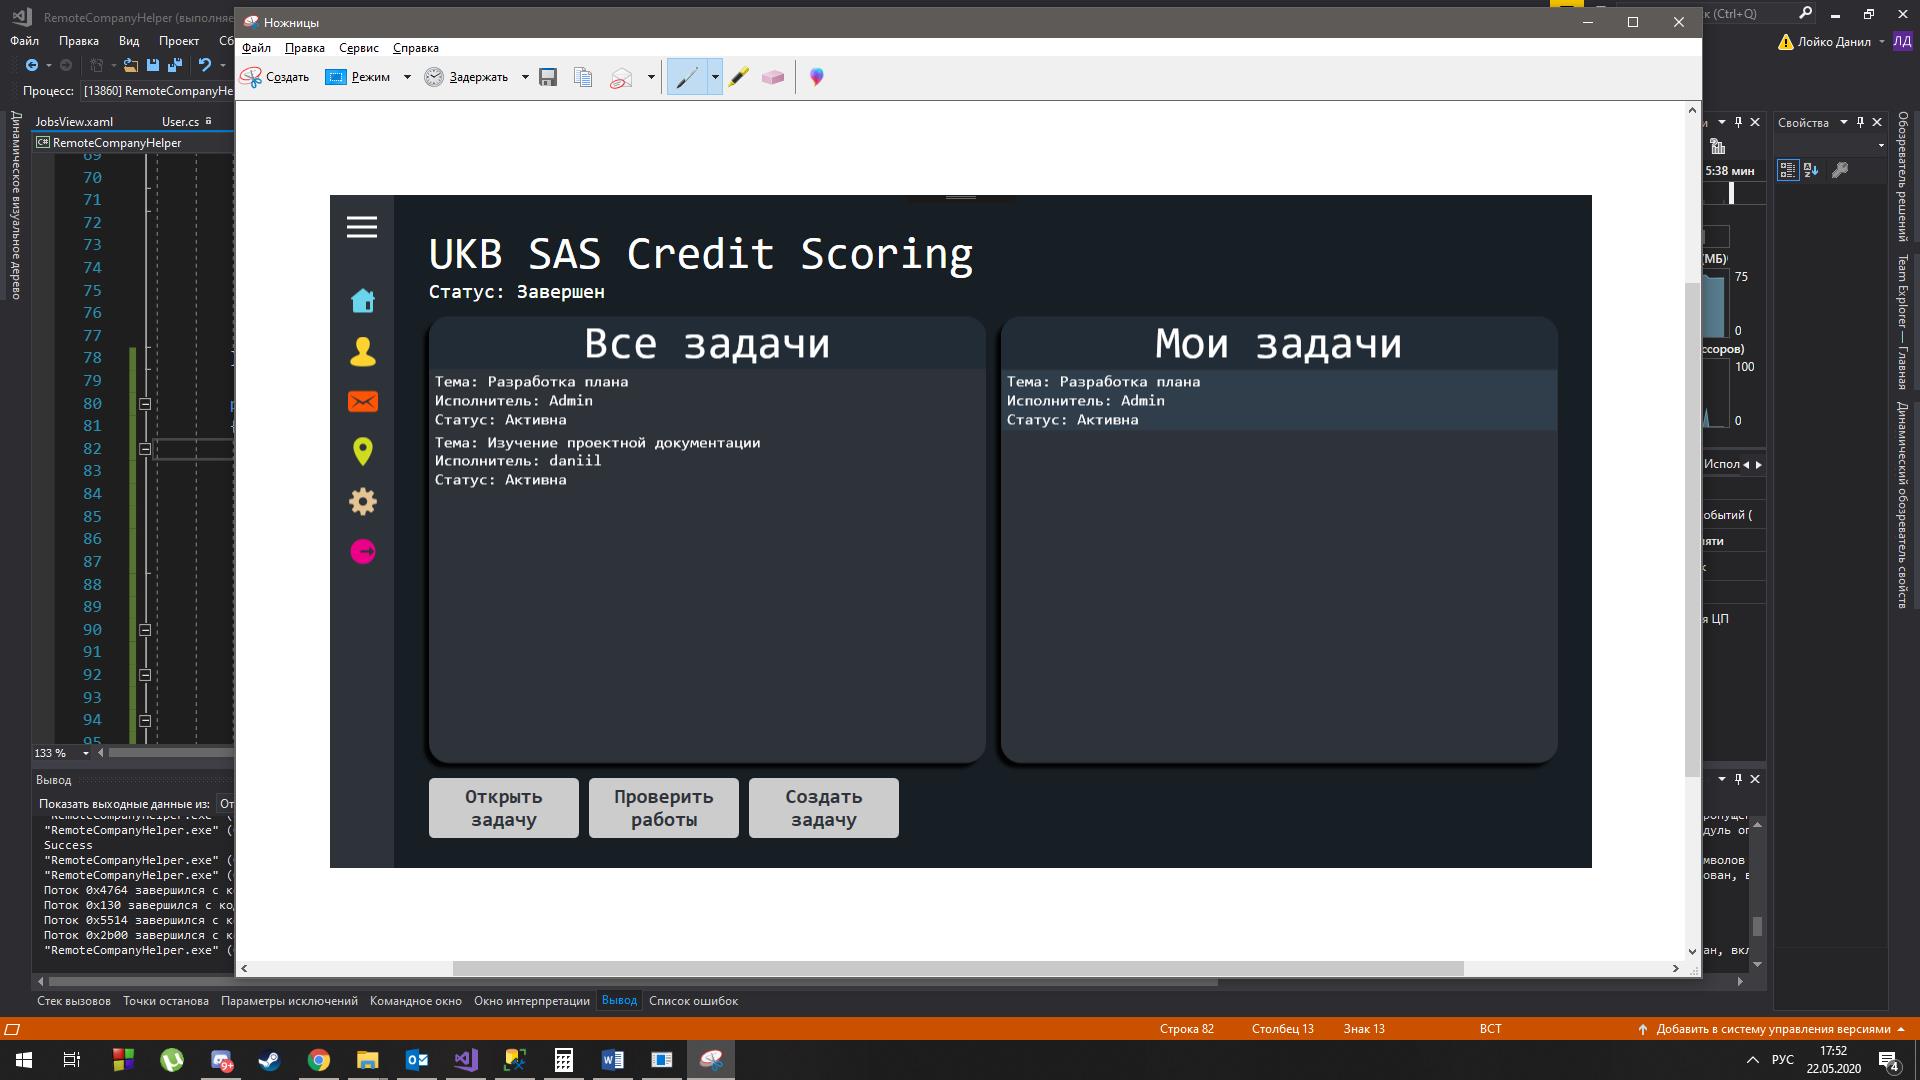 RemoteCompanyHelper (выполняе
Ножницы
(Ctrl+Q)
Файл Правка Вид Проект Сб
Файл Правка Сервис Справка
Лойко Данил ЛД
Создать Режим Задержать
Процесс: [13860] RemoteCompanyHe
JobsView.xaml User.cs
Свойства
RemoteCompanyHelper
Динамическое визуальное дерево
69
70
71
72
73
74
75
76
77
78
79
80
81
82
83
84
85
86
87
88
89
90
91
92
93
94
95
133 %
UKB SAS Credit Scoring
Статус: Завершен
Все задачи
Тема: Разработка плана
Исполнитель: Admin
Статус: Активна
Тема: Изучение проектной документации
Исполнитель: daniil
Статус: Активна
Мои задачи
Тема: Разработка плана
Исполнитель: Admin
Статус: Активна
Открыть задачу
Проверить работы
Создать задачу
5:38 мин
(МБ)
75
0
ссоров)
100
0
Испол
обытий (
яти
я ЦП
Обозреватель решений
Team Explorer — Главная
Динамический обозреватель свойств
Вывод
Показать выходные данные из: От
"RemoteCompanyHelper.exe" (
"RemoteCompanyHelper.exe" (
Success
"RemoteCompanyHelper.exe" (
"RemoteCompanyHelper.exe" (
Поток 0x4764 завершился с к
Поток 0x130 завершился с ко
Поток 0x5514 завершился с к
Поток 0x2b00 завершился с к
"RemoteCompanyHelper.exe" (
дуль ог
мволов
ован, в
ан, вкл
Стек вызовов Точки останова Параметры исключений Командное окно Окно интерпретации Вывод Список ошибок
Строка 82 Столбец 13 Знак 13 ВСТ Добавить в систему управления версиями
9+
РУС
17:52
22.05.2020
4